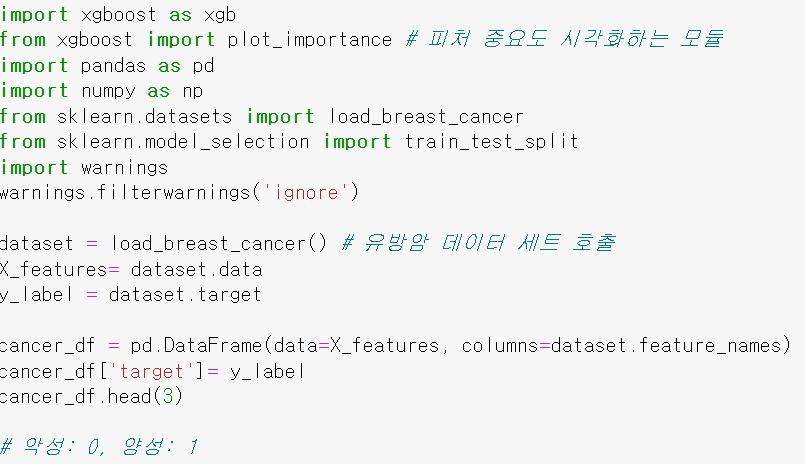 import xgboost as xgb
from xgboost import plot_importance # 피처 중요도 시각화하는 모듈
import pandas as pd
import numpy as np
from sklearn.datasets import load_breast_cancer
from sklearn.model_selection import train_test_split
import warnings
warnings.filterwarnings('ignore')
dataset = load_breast_cancer() # 유방암 데이터 세트 호출
X_features= dataset.data
y_label = dataset.target
cancer_df = pd.DataFrame(data=X_features, columns=dataset.feature_names)
cancer_df['target']= y_label
cancer_df.head(3)
# 악성: 0, 양성: 1